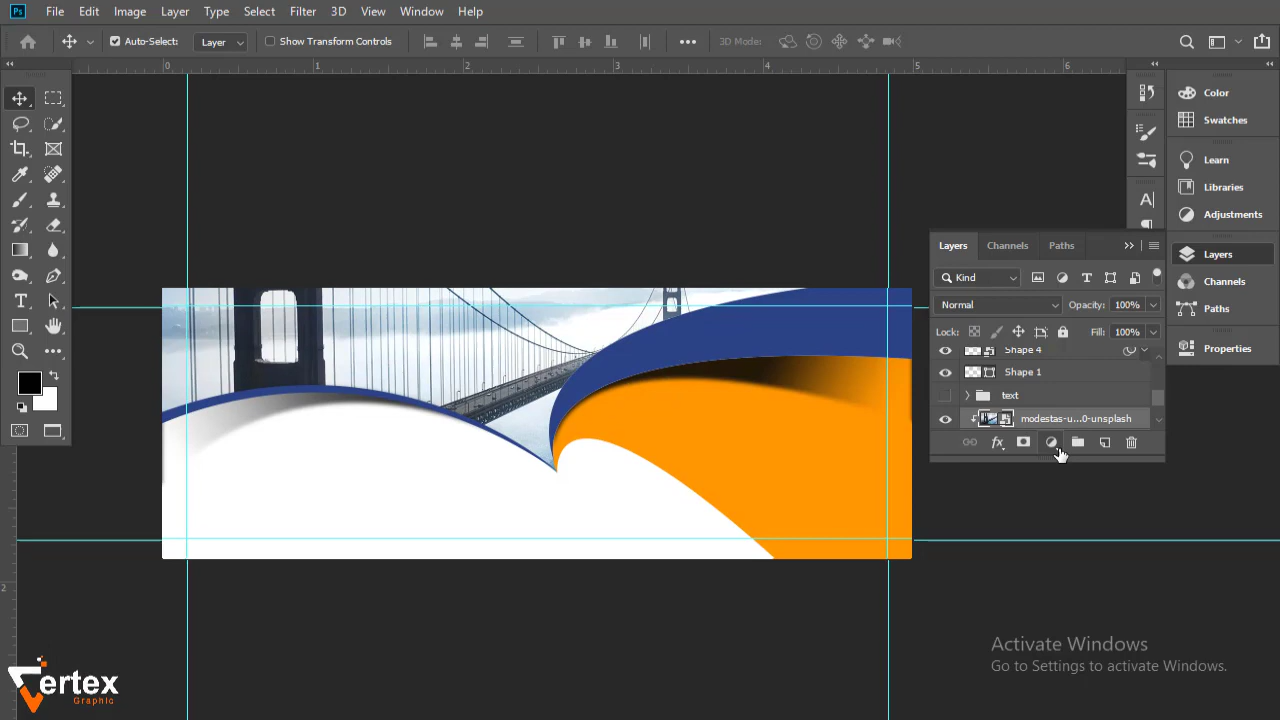 Ps File Edit Image Layer Type Select Filter 3D View Window Help
Auto-Select: Layer Show Transform Controls 3D Mode:
0 1 2 3 4 5 6
Color
Swatches
Learn
Libraries
Adjustments
Layers Channels Paths
Layers
Kind
Channels
Normal Opacity: 100%
Paths
Lock: Fill: 100%
Properties
Shape 4
Shape 1
text
modestas-u...0-unsplash
fx
2
Activate Windows
Go to Settings to activate Windows.
Vertex
Graphic